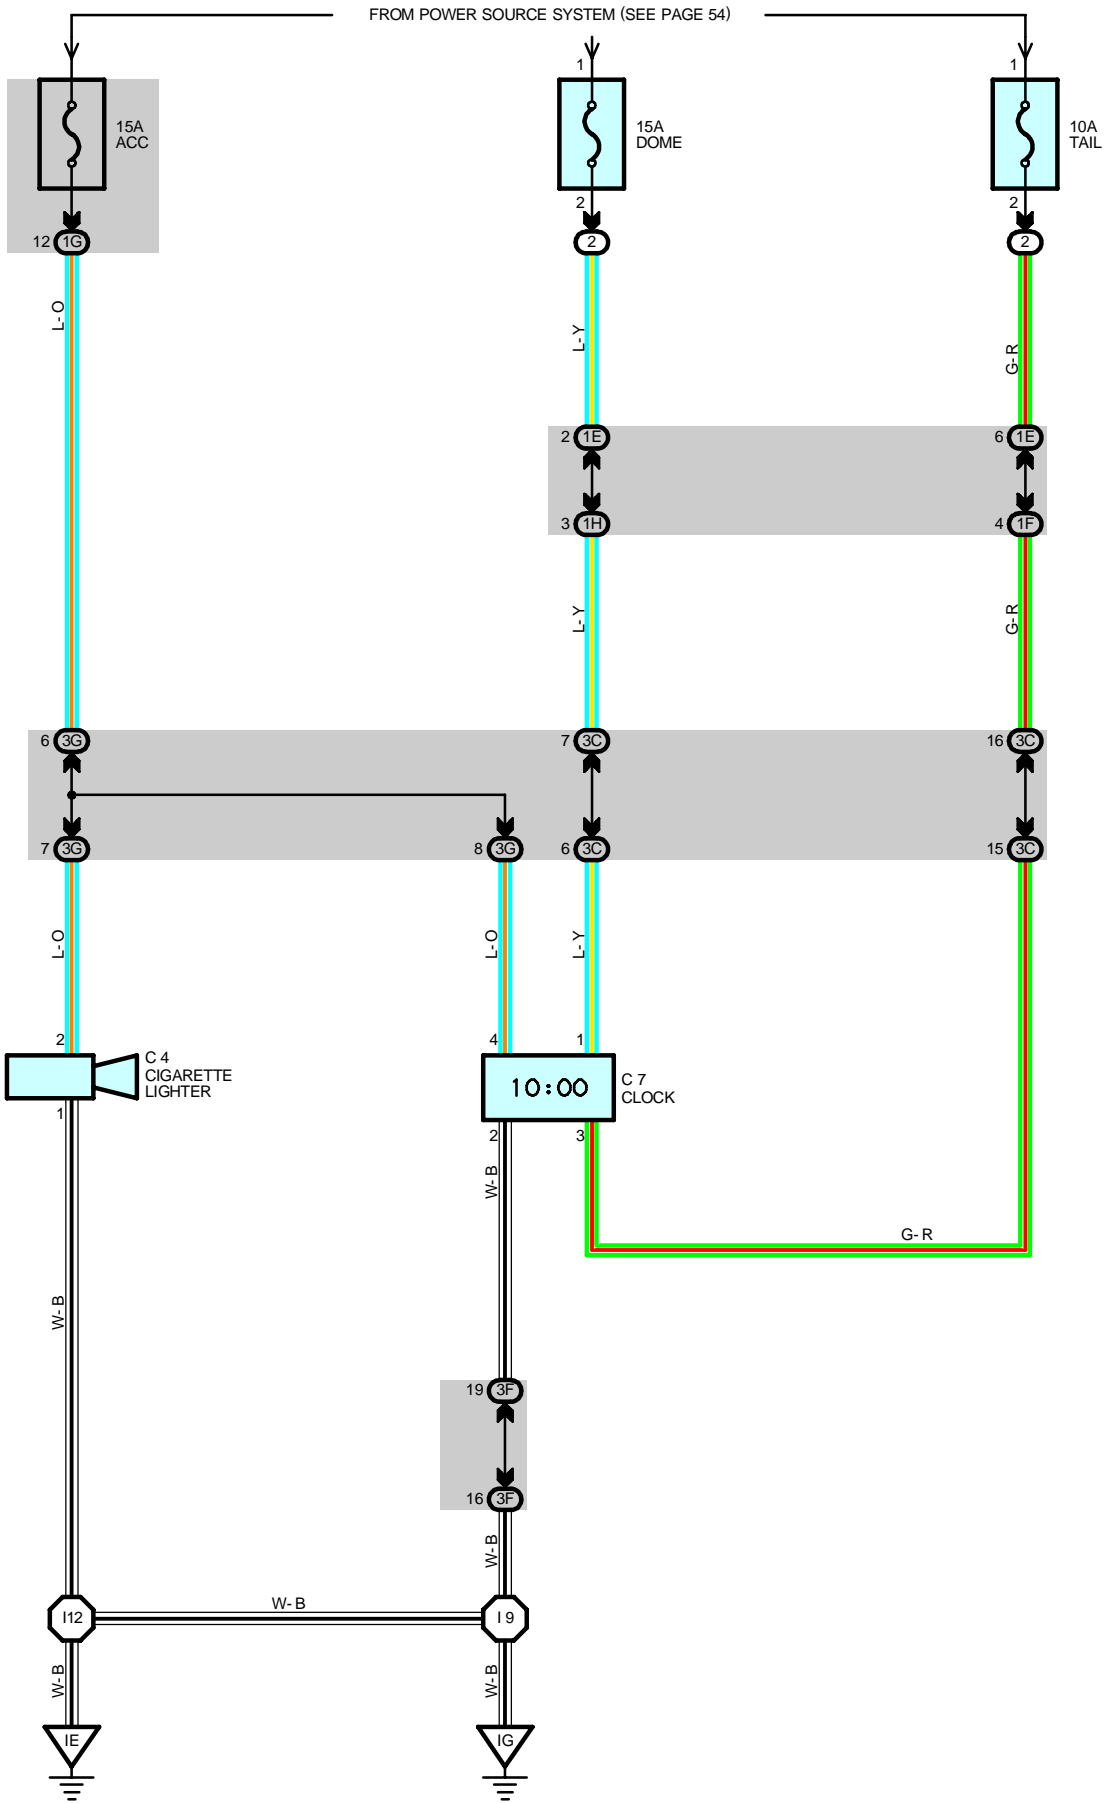 FROM POWER SOURCE SYSTEM (SEE PAGE 54)
1
1
15A
ACC
15A
DOME
10A
TAIL
2
2
12 1G
2
2
L-O
L-Y
G-R
2 1E
6 1E
3 1H
4 1F
L-Y
G-R
6 3G
7 3C
16 3C
7 3G
8 3G
6 3C
15 3C
L-O
L-O
L-Y
2
4
1
C 4
CIGARETTE
LIGHTER
10:00
C 7
CLOCK
1
2
3
W-B
G-R
W-B
19 3F
16 3F
W-B
I12
W-B
I 9
W-B
W-B
IE
IG